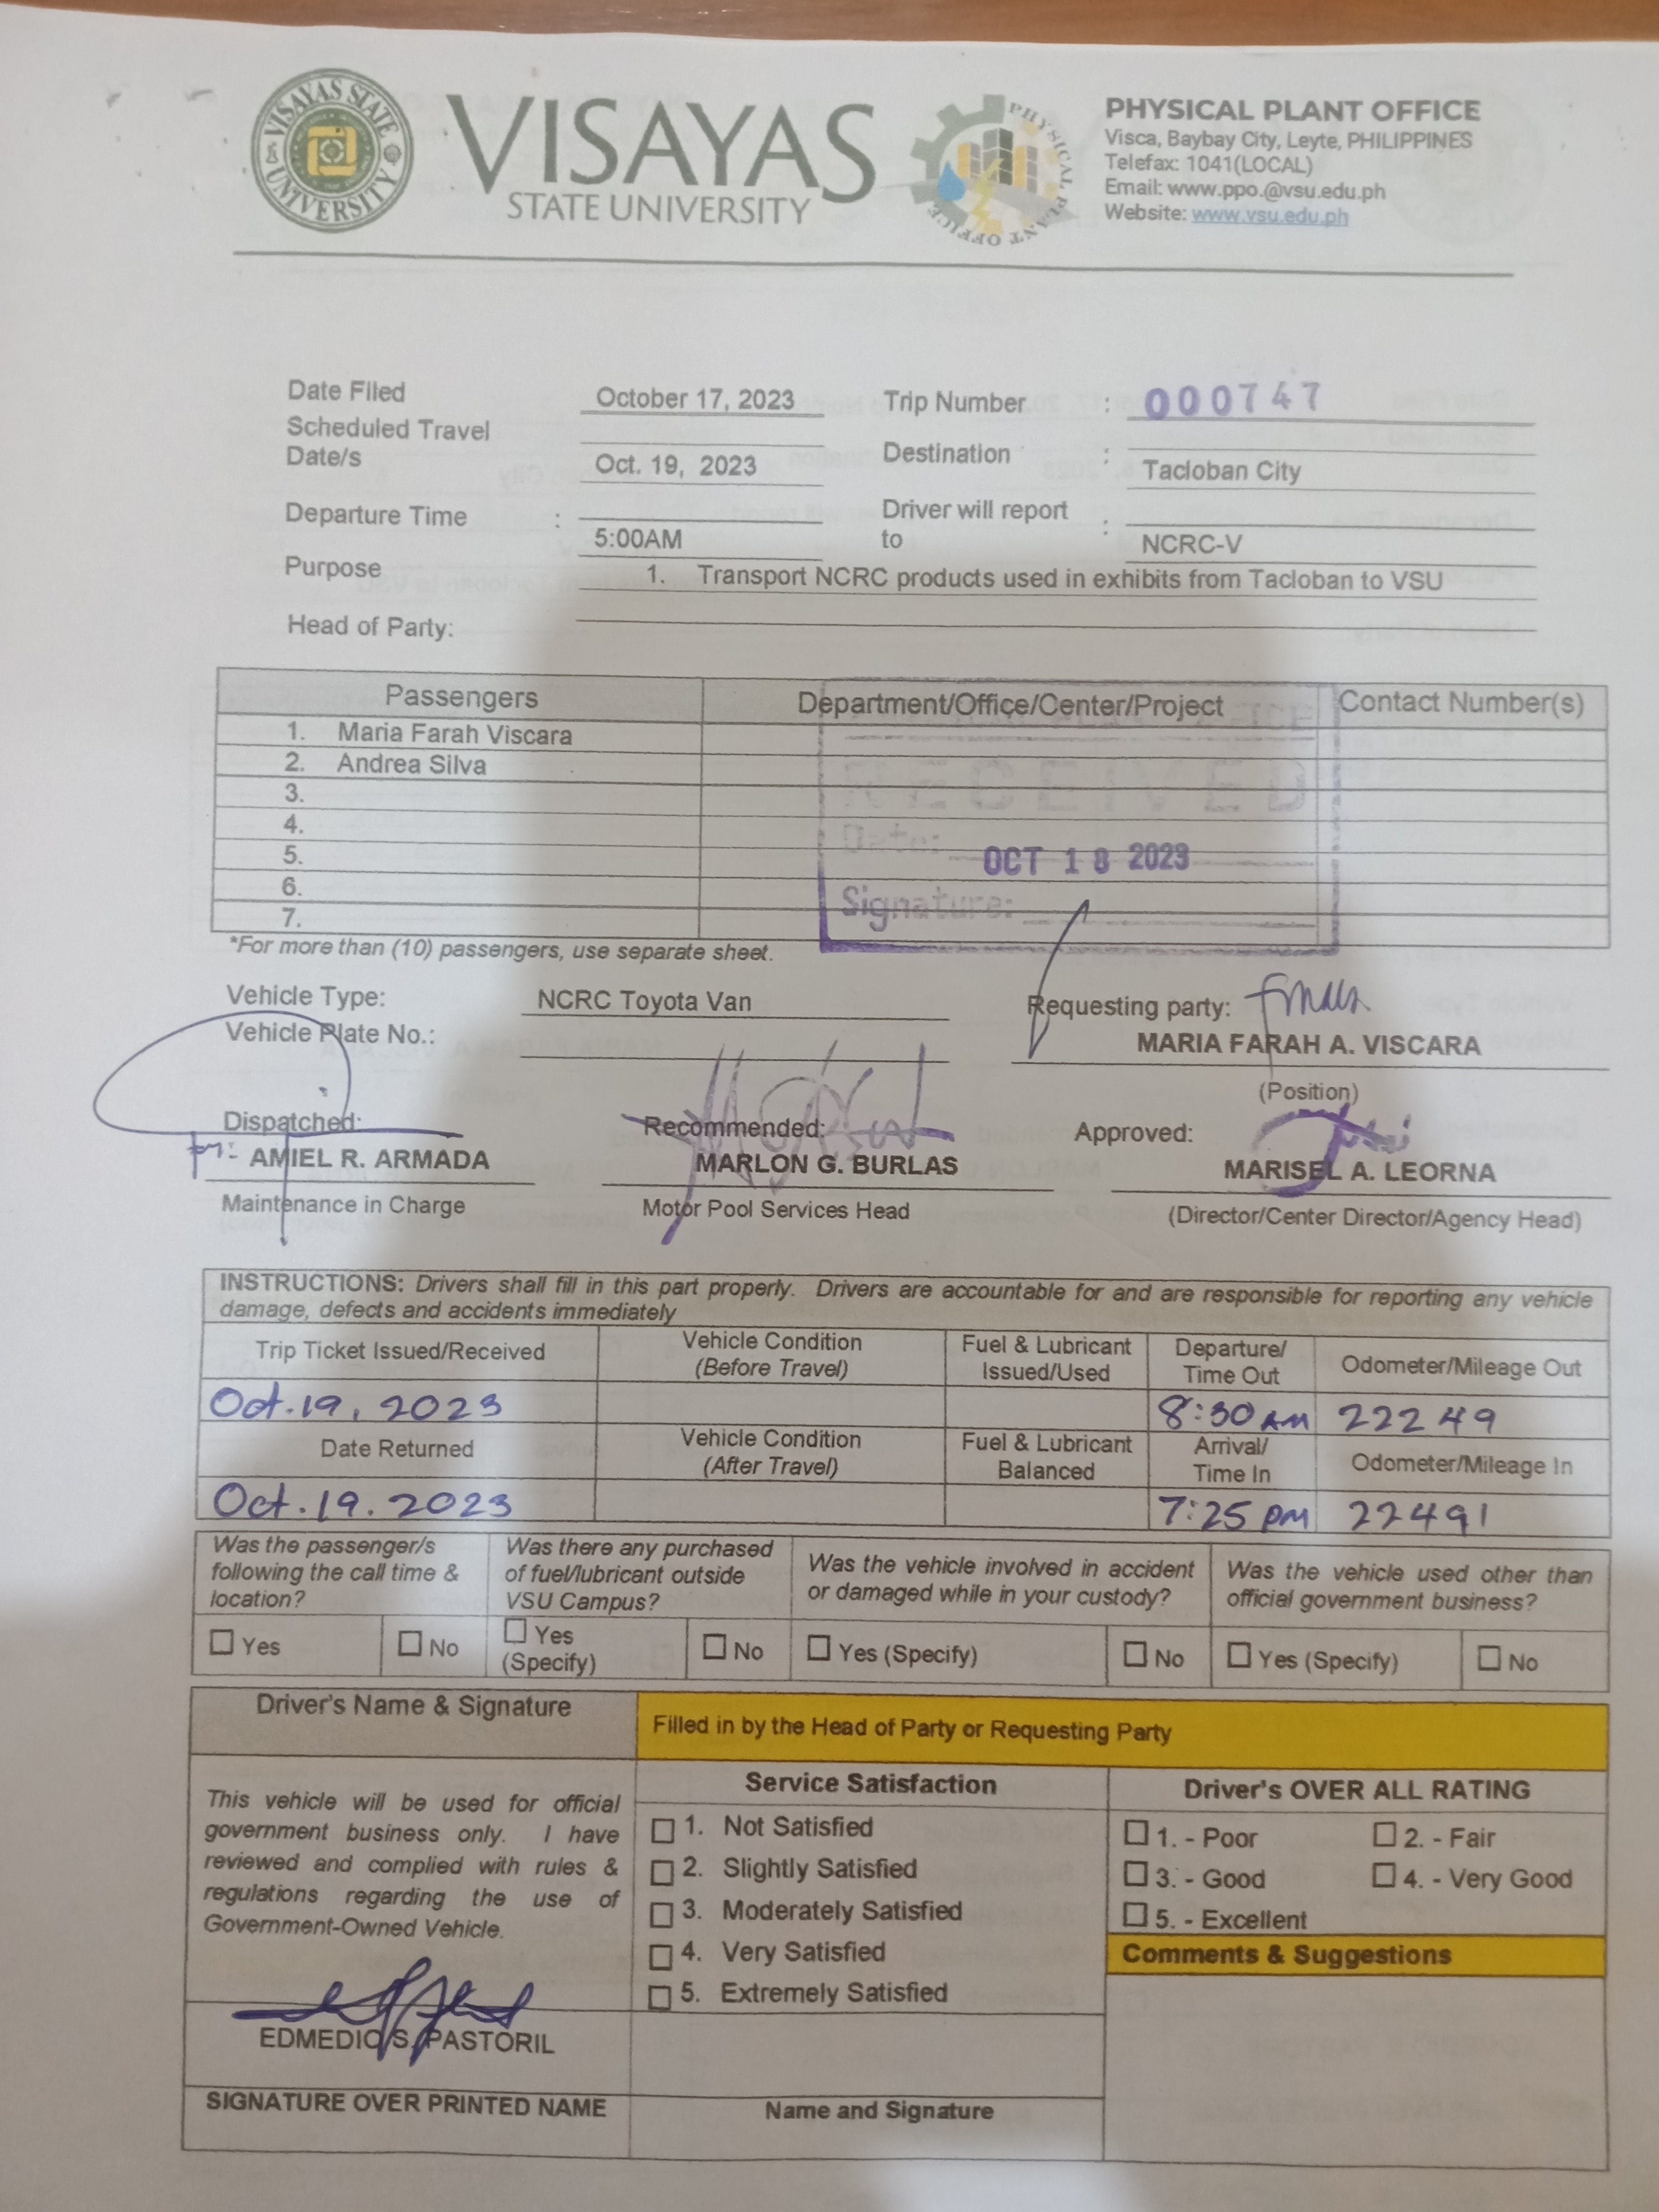 VISAYAS STATE UNIVERSITY
VISAYAS
STATE UNIVERSITY
PHYSICAL PLANT OFFICE
PHYSICAL PLANT OFFICE
Visca, Baybay City, Leyte, PHILIPPINES
Telefax: 1041(LOCAL)
Email: www.ppo.@vsu.edu.ph
Website: www.vsu.edu.ph
Date Filed October 17, 2023 Trip Number : 000747
Scheduled Travel Date/s Oct. 19, 2023 Destination : Tacloban City
Departure Time : 5:00AM Driver will report to : NCRC-V
Purpose 1. Transport NCRC products used in exhibits from Tacloban to VSU
Head of Party:
Passengers Department/Office/Center/Project Contact Number(s)
1. Maria Farah Viscara
2. Andrea Silva
3.
4.
5.
6.
7.
RECEIVED
Date: OCT 18 2023
Signature:
*For more than (10) passengers, use separate sheet.
Vehicle Type: NCRC Toyota Van Requesting party:
Vehicle Plate No.: MARIA FARAH A. VISCARA
(Position)
Dispatched: Recommended: Approved:
for: AMIEL R. ARMADA MARLON G. BURLAS MARISEL A. LEORNA
Maintenance in Charge Motor Pool Services Head (Director/Center Director/Agency Head)
INSTRUCTIONS: Drivers shall fill in this part properly. Drivers are accountable for and are responsible for reporting any vehicle
damage, defects and accidents immediately
Trip Ticket Issued/Received Vehicle Condition (Before Travel) Fuel & Lubricant Issued/Used Departure/ Time Out Odometer/Mileage Out
Oct. 19, 2023 8:30 AM 22249
Date Returned Vehicle Condition (After Travel) Fuel & Lubricant Balanced Arrival/ Time In Odometer/Mileage In
Oct. 19. 2023 7:25 PM 22491
Was the passenger/s following the call time & location? Was there any purchased of fuel/lubricant outside VSU Campus? Was the vehicle involved in accident or damaged while in your custody? Was the vehicle used other than official government business?
Yes No Yes (Specify) No Yes (Specify) No Yes (Specify) No
Driver's Name & Signature
Filled in by the Head of Party or Requesting Party
This vehicle will be used for official
government business only. I have
reviewed and complied with rules &
regulations regarding the use of
Government-Owned Vehicle.
EDMEDIO S. PASTORIL
SIGNATURE OVER PRINTED NAME
Service Satisfaction
1. Not Satisfied
2. Slightly Satisfied
3. Moderately Satisfied
4. Very Satisfied
5. Extremely Satisfied
Name and Signature
Driver's OVER ALL RATING
1. - Poor 2. - Fair
3. - Good 4. - Very Good
5. - Excellent
Comments & Suggestions